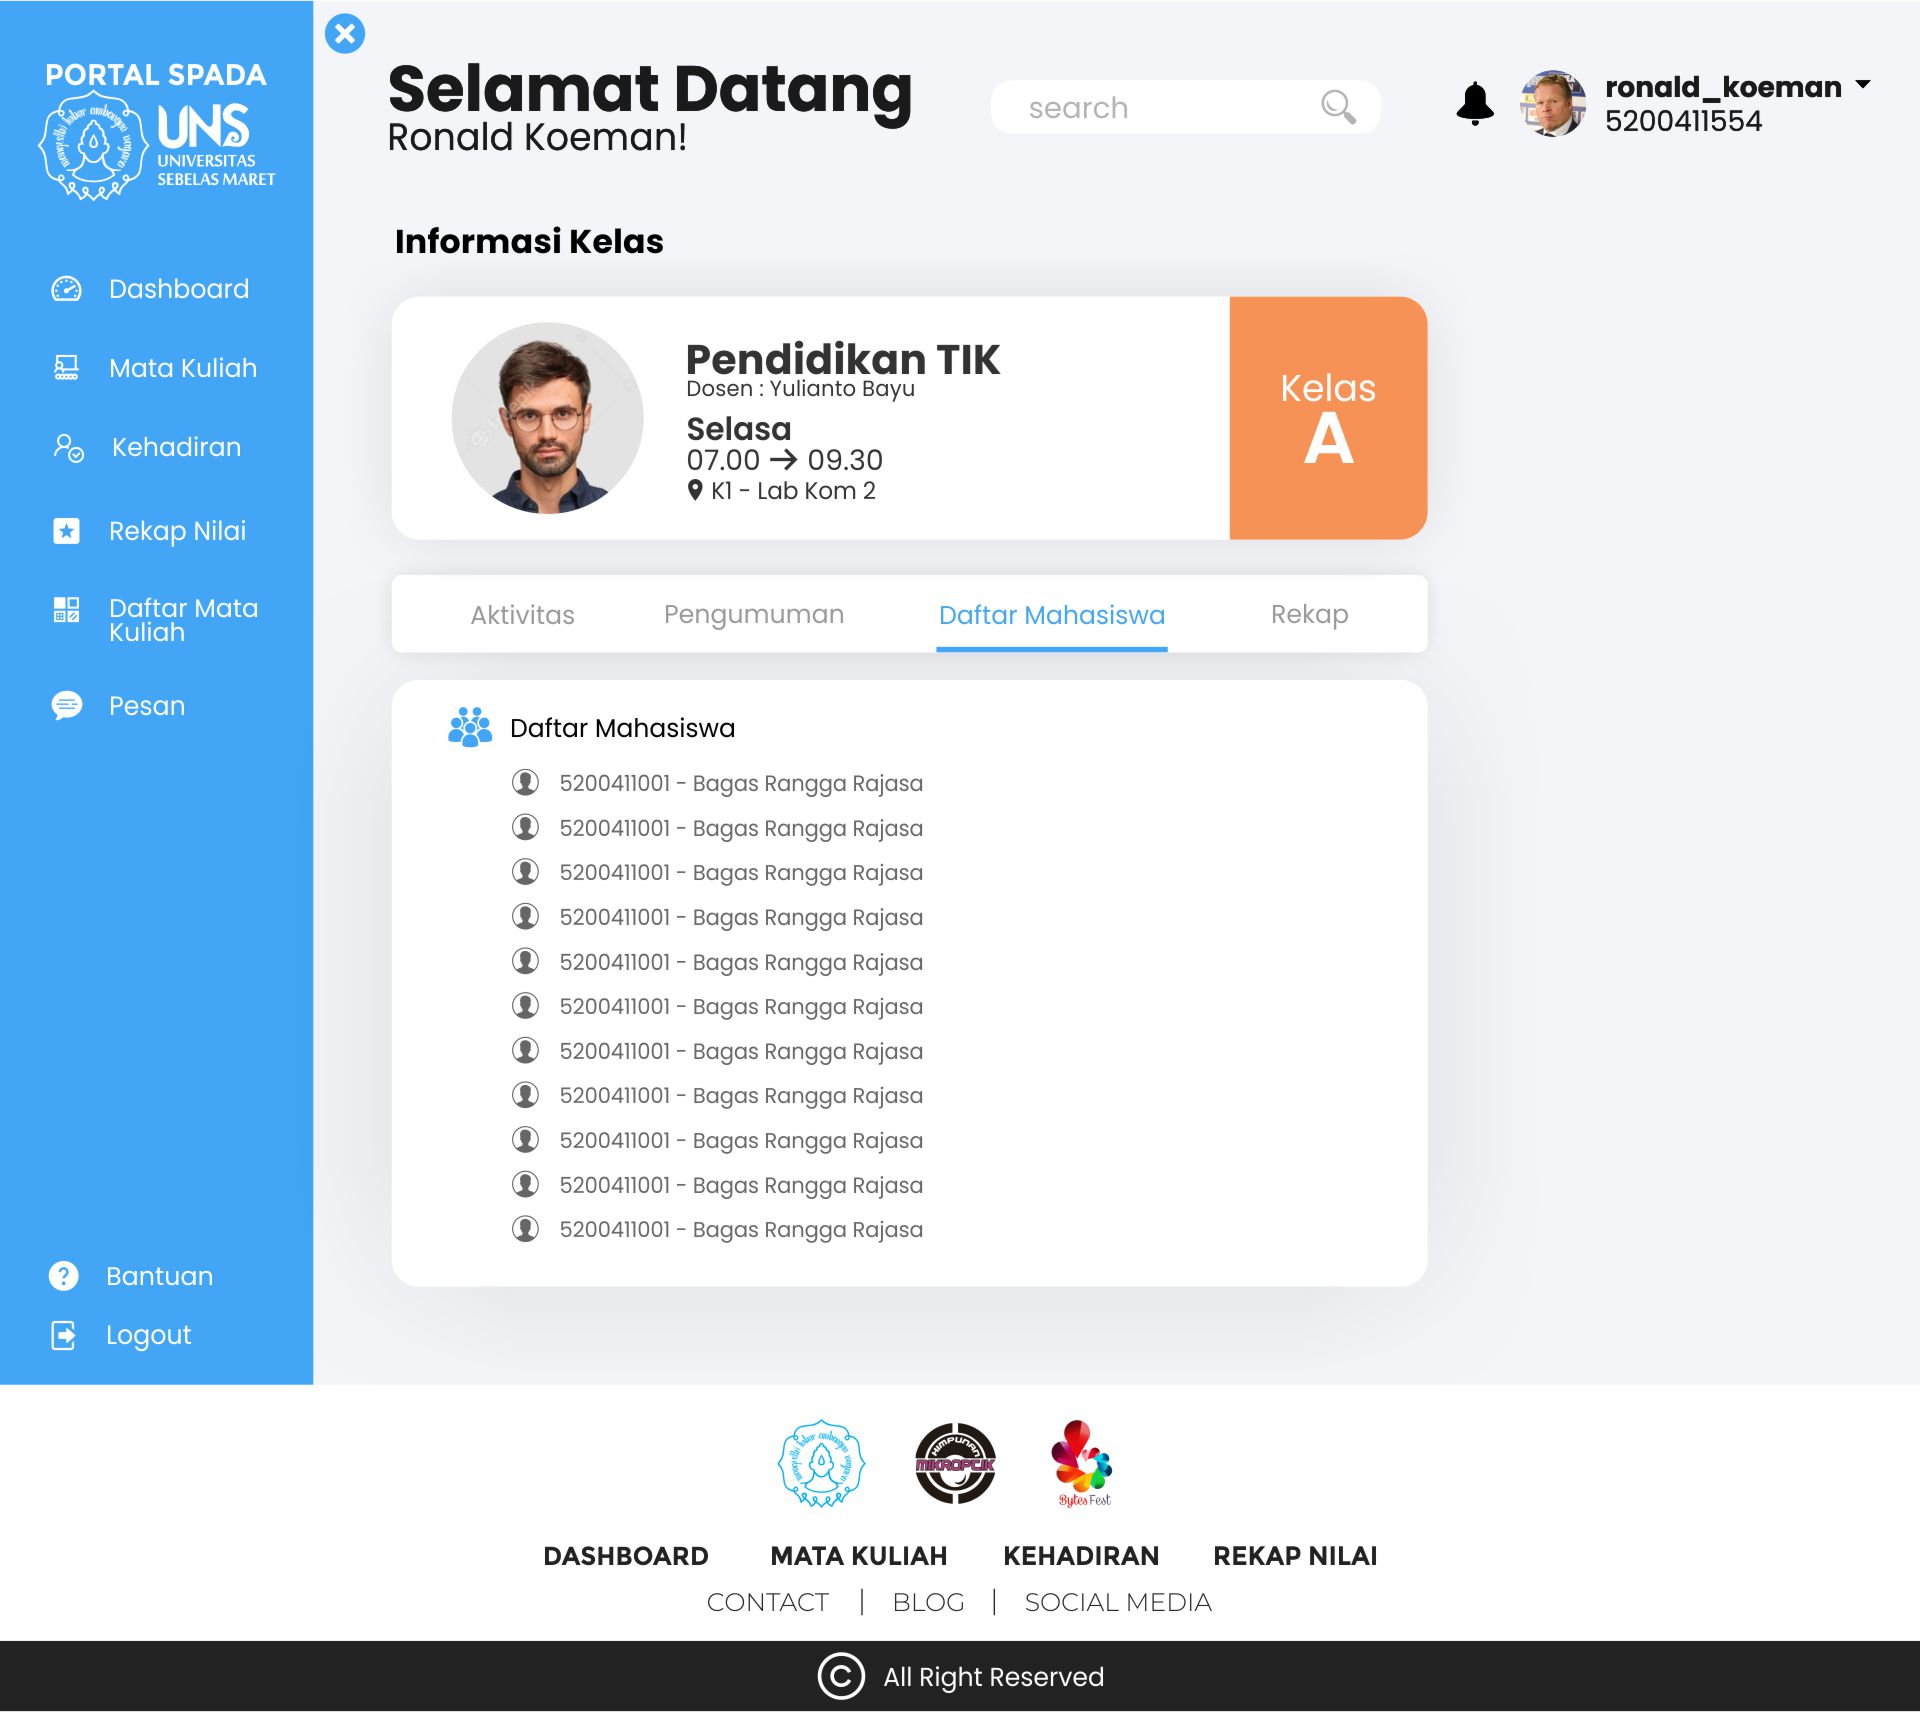 PORTAL SPADA
UNS
UNIVERSITAS
SEBELAS MARET
Dashboard
Mata Kuliah
Kehadiran
Rekap Nilai
Daftar Mata
Kuliah
Pesan
Bantuan
Logout
Selamat Datang
Ronald Koeman!
search
ronald_koeman
5200411554
Informasi Kelas
Pendidikan TIK
Dosen : Yulianto Bayu
Selasa
07.00 → 09.30
K1 - Lab Kom 2
Kelas
A
Aktivitas
Pengumuman
Daftar Mahasiswa
Rekap
Daftar Mahasiswa
5200411001 - Bagas Rangga Rajasa
5200411001 - Bagas Rangga Rajasa
5200411001 - Bagas Rangga Rajasa
5200411001 - Bagas Rangga Rajasa
5200411001 - Bagas Rangga Rajasa
5200411001 - Bagas Rangga Rajasa
5200411001 - Bagas Rangga Rajasa
5200411001 - Bagas Rangga Rajasa
5200411001 - Bagas Rangga Rajasa
5200411001 - Bagas Rangga Rajasa
5200411001 - Bagas Rangga Rajasa
HIMPUNAN
MIKROPTIK
Bytes Fest
DASHBOARD MATA KULIAH KEHADIRAN REKAP NILAI
CONTACT | BLOG | SOCIAL MEDIA
© All Right Reserved